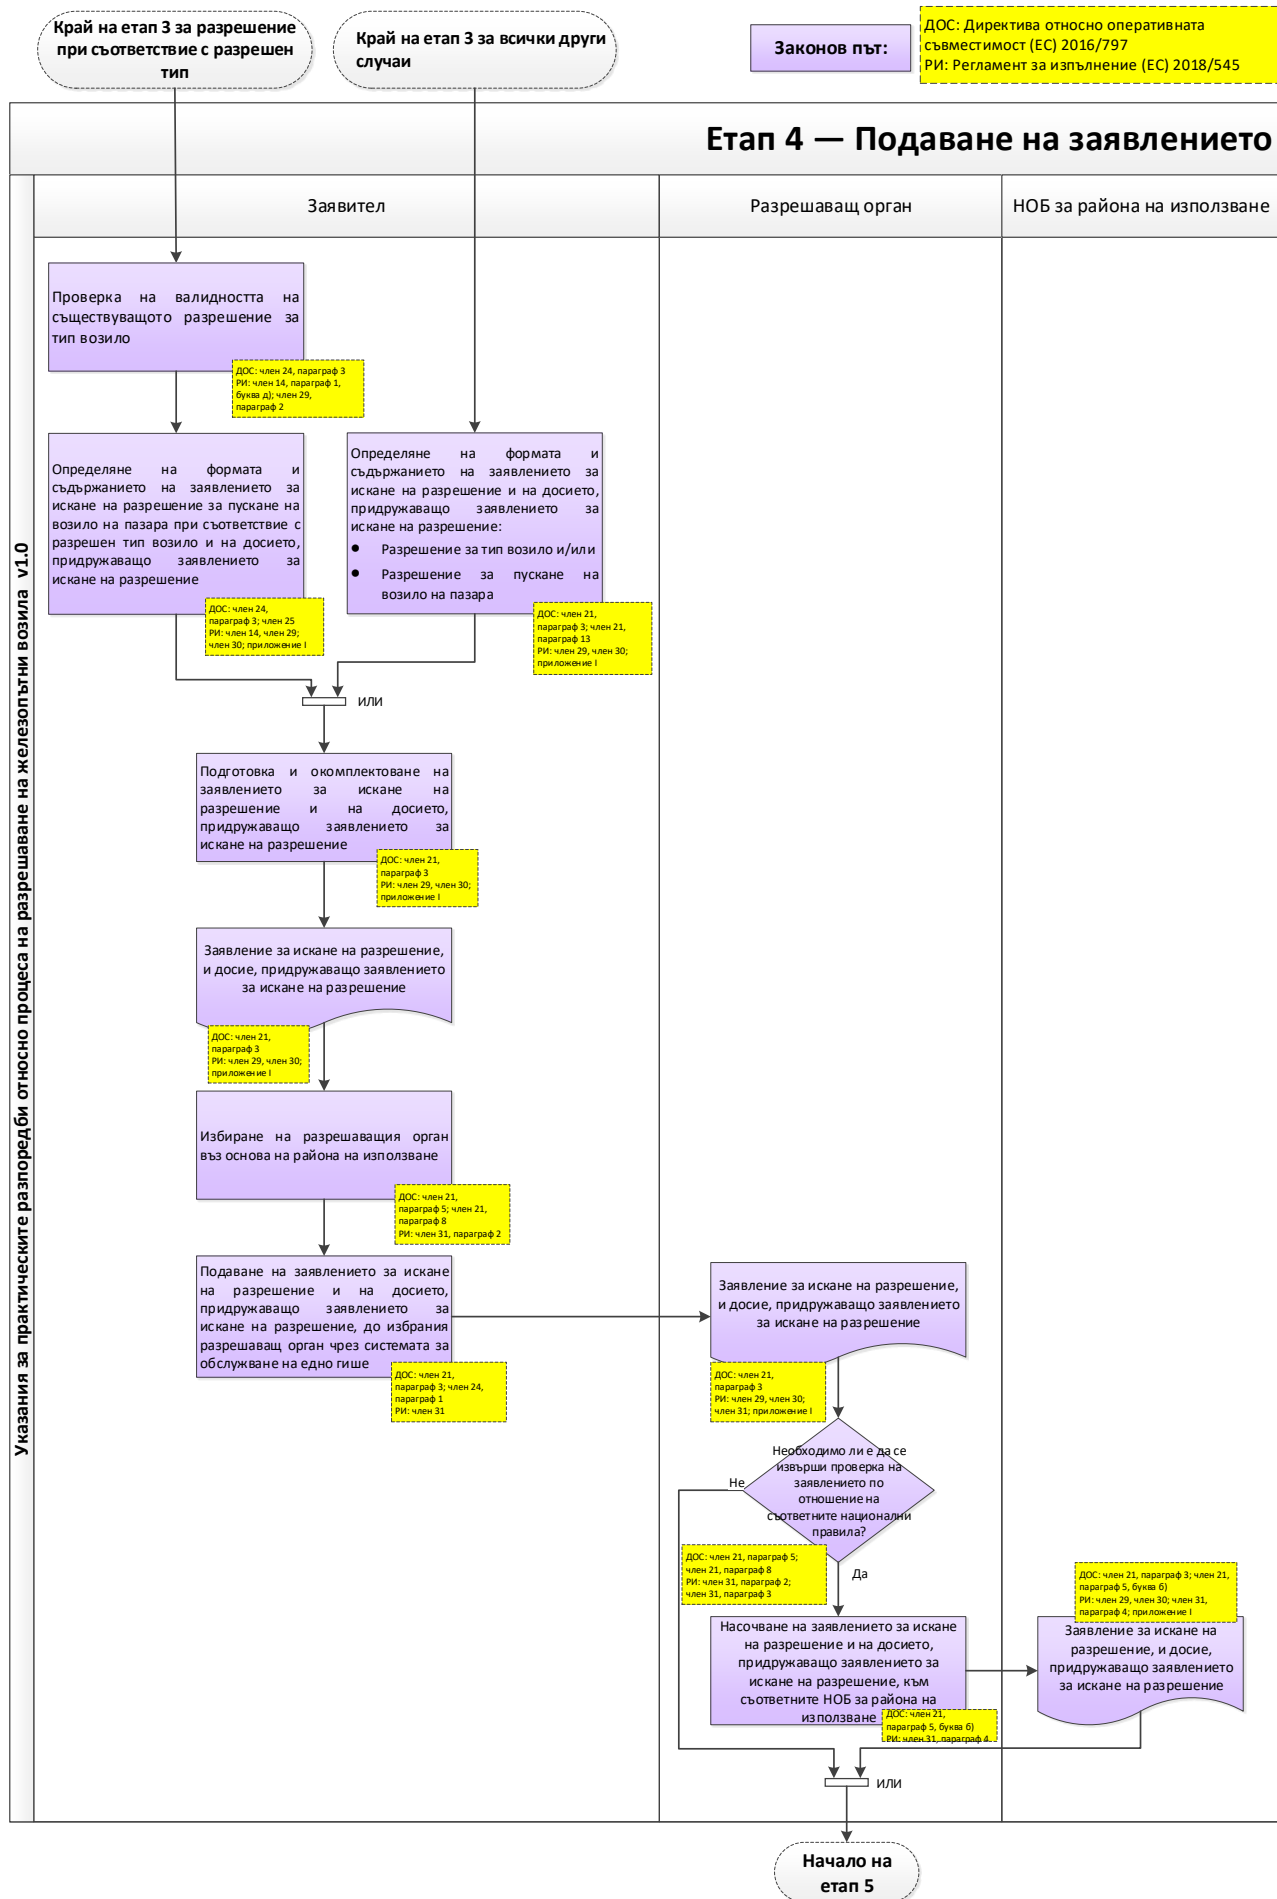 Край на етап 3 за разрешение
при съответствие с разрешен
тип
Край на етап 3 за всички други
случаи
Законов път:
ДОС: Директива относно оперативната
съвместимост (ЕС) 2016/797
РИ: Регламент за изпълнение (ЕС) 2018/545
Етап 4 — Подаване на заявлението
Указания за практическите разпоредби относно процеса на разрешаване на железопътни возила v1.0
Заявител
Разрешаващ орган
НОБ за района на използване
Проверка на валидността на
съществуващото разрешение за
тип возило
ДОС: член 24, параграф 3
РИ: член 14, параграф 1,
буква д); член 29,
параграф 2
Определяне на формата и
съдържанието на заявлението за
искане на разрешение за пускане на
возило на пазара при съответствие с
разрешен тип возило и на досието,
придружаващо заявлението за
искане на разрешение
ДОС: член 24,
параграф 3; член 25
РИ: член 14, член 29;
член 30; приложение I
Определяне на формата и
съдържанието на заявлението за
искане на разрешение и на досието,
придружаващо заявлението за
искане на разрешение:
● Разрешение за тип возило и/или
● Разрешение за пускане на
возило на пазара
ДОС: член 21,
параграф 3; член 21,
параграф 13
РИ: член 29, член 30;
приложение I
или
Подготовка и окомплектоване на
заявлението за искане на
разрешение и на досието,
придружаващо заявлението за
искане на разрешение
ДОС: член 21,
параграф 3
РИ: член 29, член 30;
приложение I
Заявление за искане на разрешение,
и досие, придружаващо заявлението
за искане на разрешение
ДОС: член 21,
параграф 3
РИ: член 29, член 30;
приложение I
Избиране на разрешаващия орган
въз основа на района на използване
ДОС: член 21,
параграф 5; член 21,
параграф 8
РИ: член 31, параграф 2
Подаване на заявлението за искане
на разрешение и на досието,
придружаващо заявлението за
искане на разрешение, до избрания
разрешаващ орган чрез системата за
обслужване на едно гише
ДОС: член 21,
параграф 3; член 24,
параграф 1
РИ: член 31
Заявление за искане на разрешение,
и досие, придружаващо заявлението
за искане на разрешение
ДОС: член 21,
параграф 3
РИ: член 29, член 30;
член 31; приложение I
Необходимо ли е да се
извърши проверка на
заявлението по
отношение на
съответните национални
правила?
Не
Да
ДОС: член 21, параграф 5;
член 21, параграф 8
РИ: член 31, параграф 2;
член 31, параграф 3
Насочване на заявлението за искане
на разрешение и на досието,
придружаващо заявлението за
искане на разрешение, към
съответните НОБ за района на
използване
ДОС: член 21,
параграф 5, буква б)
РИ: член 31, параграф 4
ДОС: член 21, параграф 3; член 21,
параграф 5, буква б)
РИ: член 29, член 30; член 31,
параграф 4; приложение I
Заявление за искане на
разрешение, и досие,
придружаващо заявлението
за искане на разрешение
или
Начало на
етап 5